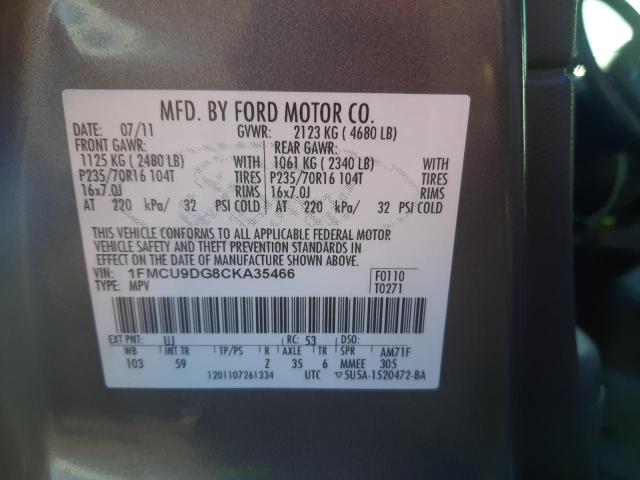 MFD. BY FORD MOTOR CO.
DATE: 07/11 GVWR: 2123 KG ( 4680 LB)
FRONT GAWR: REAR GAWR:
1125 KG ( 2480 LB) WITH 1061 KG ( 2340 LB) WITH
P235/70R16 104T TIRES P235/70R16 104T TIRES
16x7.0J RIMS 16x7.0J RIMS
AT 220 kPa/ 32 PSI COLD AT 220 kPa/ 32 PSI COLD
THIS VEHICLE CONFORMS TO ALL APPLICABLE FEDERAL MOTOR
VEHICLE SAFETY AND THEFT PREVENTION STANDARDS IN
EFFECT ON THE DATE OF MANUFACTURE SHOWN ABOVE.
VIN: 1FMCU9DG8CKA35466 F0110
TYPE: MPV T0271
EXT PNT: UJ RC: 53 DSO:
WB INT TR TP/PS R AXLE TR SPR AM71F
103 59 Z 35 6 MMEE 305
1201107261334 UTC ▽5U5A-1520472-BA